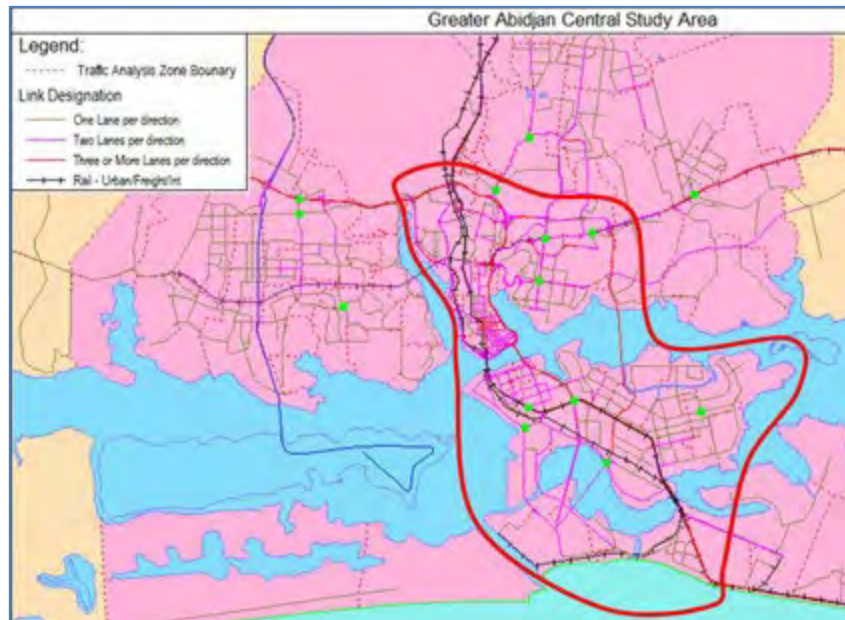 Greater Abidjan Central Study Area
Legend:
Traffic Analysis Zone Bounary
Link Designation
One Lane per direction
Two Lanes per direction
Three or More Lanes per direction
Rail - Urban/Freight/Int